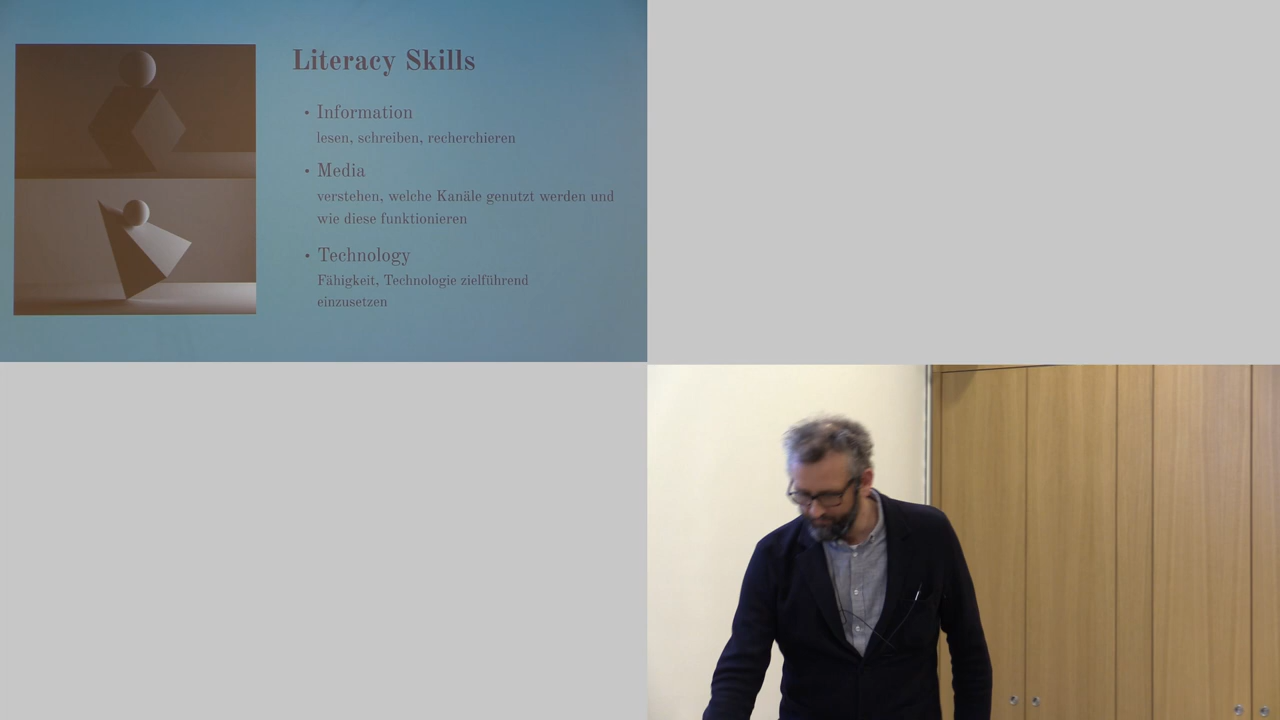 Literacy Skills
• Information
lesen, schreiben, recherchieren
• Media
verstehen, welche Kanäle genutzt werden und
wie diese funktionieren
• Technology
Fähigkeit, Technologie zielführend
einzusetzen